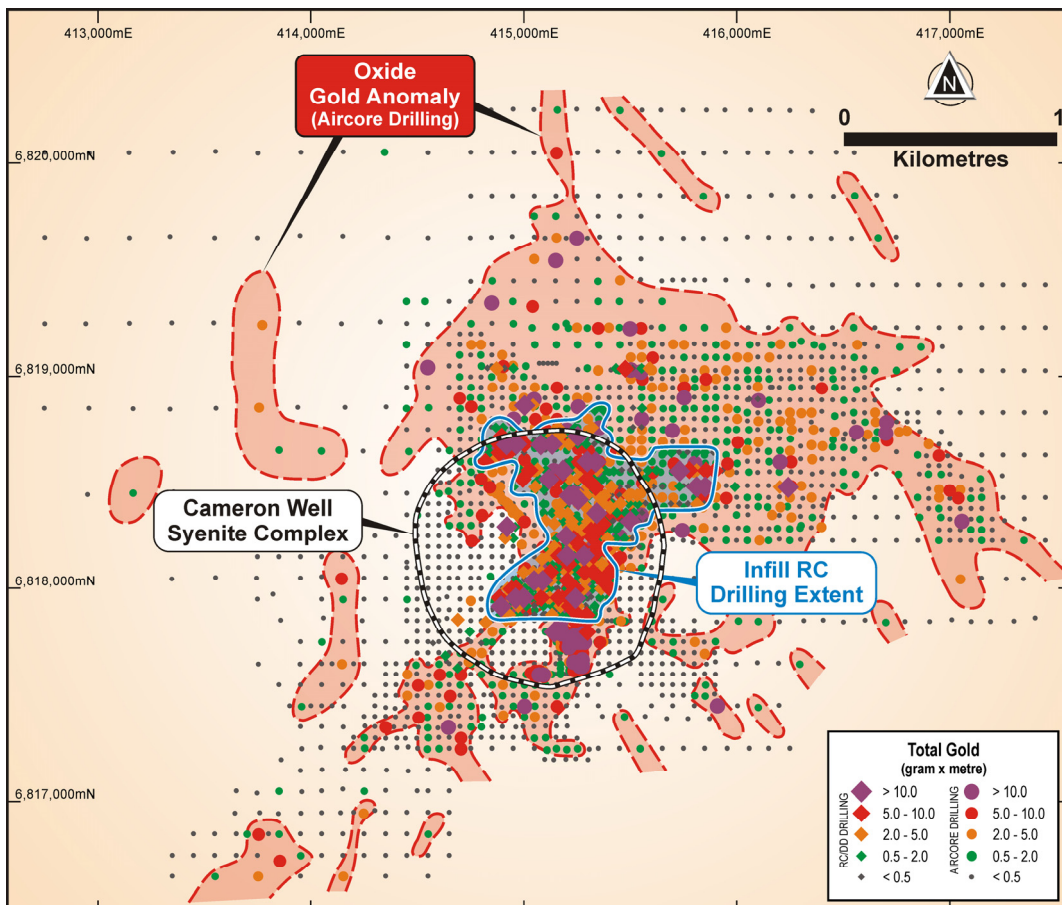 413,000mE
414,000mE
415,000mE
416,000mE
417,000mE
Oxide
Gold Anomaly
(Aircore Drilling)
N
0
1
Kilometres
6,820,000mN
6,819,000mN
Cameron Well
Syenite Complex
Infill RC
Drilling Extent
6,818,000mN
6,817,000mN
Total Gold
(gram x metre)
RC/DD DRILLING
> 10.0
5.0 - 10.0
2.0 - 5.0
0.5 - 2.0
< 0.5
AIRCORE DRILLING
> 10.0
5.0 - 10.0
2.0 - 5.0
0.5 - 2.0
< 0.5